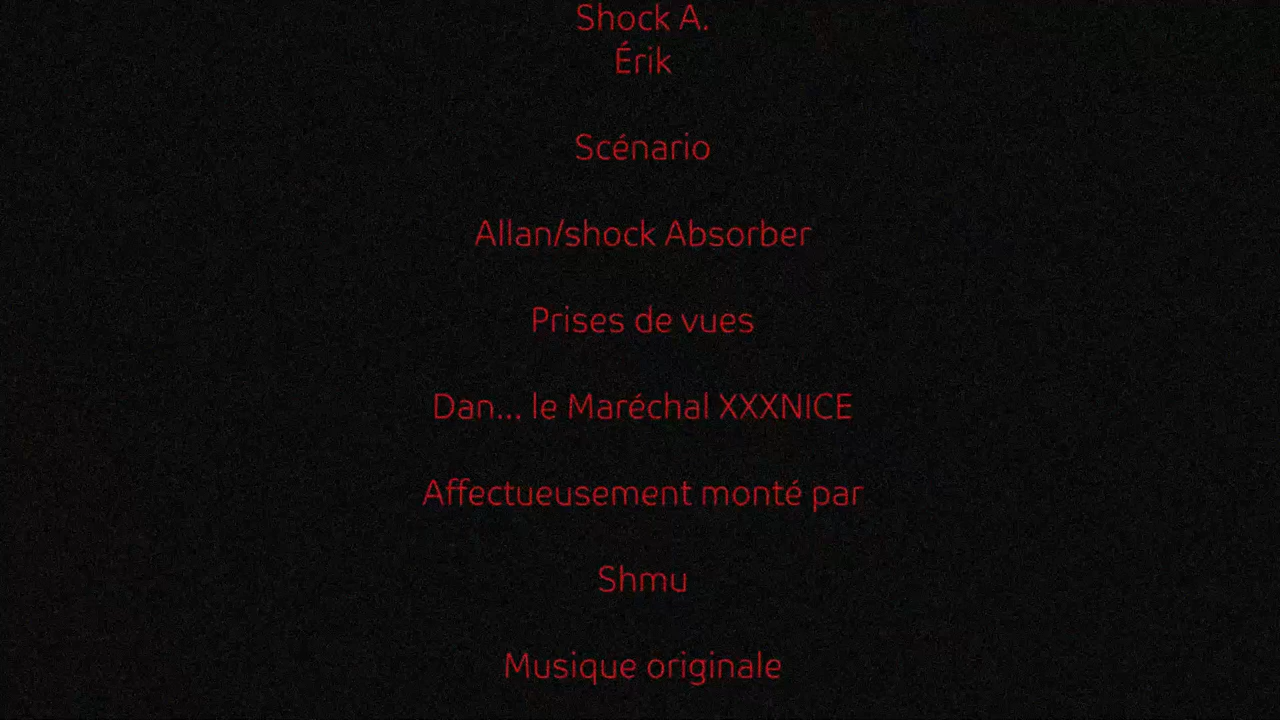 Shock A.
Érik
Scénario
Allan/shock Absorber
Prises de vues
Dan... le Maréchal XXXNICE
Affectueusement monté par
Shmu
Musique originale